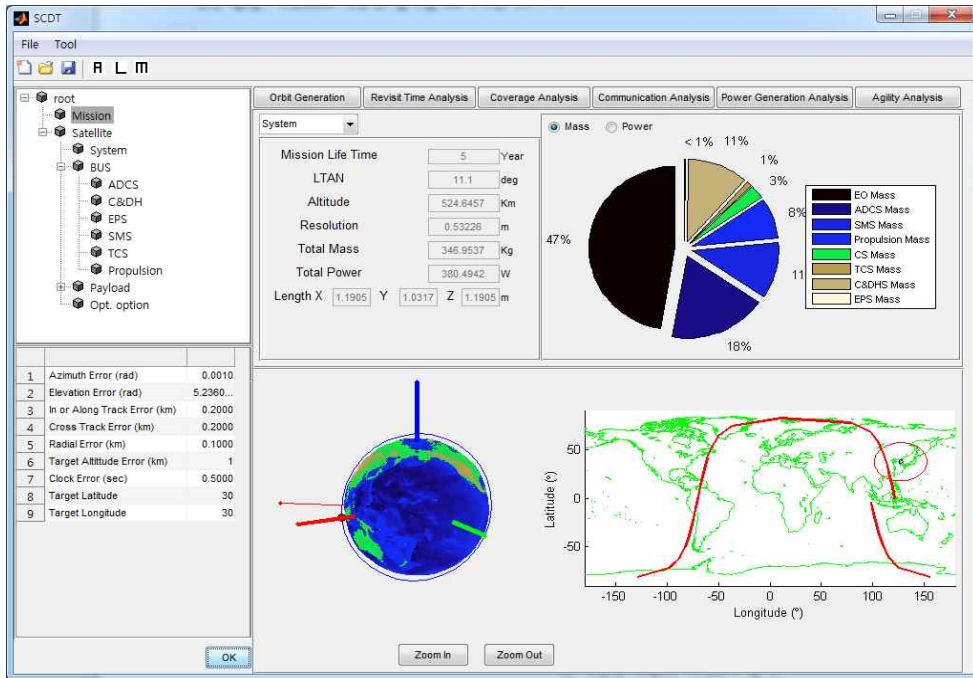 SCDT
File Tool
A L M
root
Mission
Satellite
System
BUS
ADCS
C&DH
EPS
SMS
TCS
Propulsion
Payload
Opt. option
1 Azimuth Error (rad) 0.0010
2 Elevation Error (rad) 5.2360...
3 In or Along Track Error (km) 0.2000
4 Cross Track Error (km) 0.2000
5 Radial Error (km) 0.1000
6 Target Altitude Error (km) 1
7 Clock Error (sec) 0.5000
8 Target Latitude 30
9 Target Longitude 30
OK
Orbit Generation Revisit Time Analysis Coverage Analysis Communication Analysis Power Generation Analysis Agility Analysis
System
Mission Life Time 5 Year
LTAN 11.1 deg
Altitude 524.6457 Km
Resolution 0.53226 m
Total Mass 346.9537 Kg
Total Power 380.4942 W
Length X 1.1905 Y 1.0317 Z 1.1905 m
Mass Power
< 1% 11%
1%
3%
8%
47%
11
18%
EO Mass
ADCS Mass
SMS Mass
Propulsion Mass
CS Mass
TCS Mass
C&DHS Mass
EPS Mass
Latitude (º)
50
0
-50
-150 -100 -50 0 50 100 150
Longitude (º)
Zoom In Zoom Out